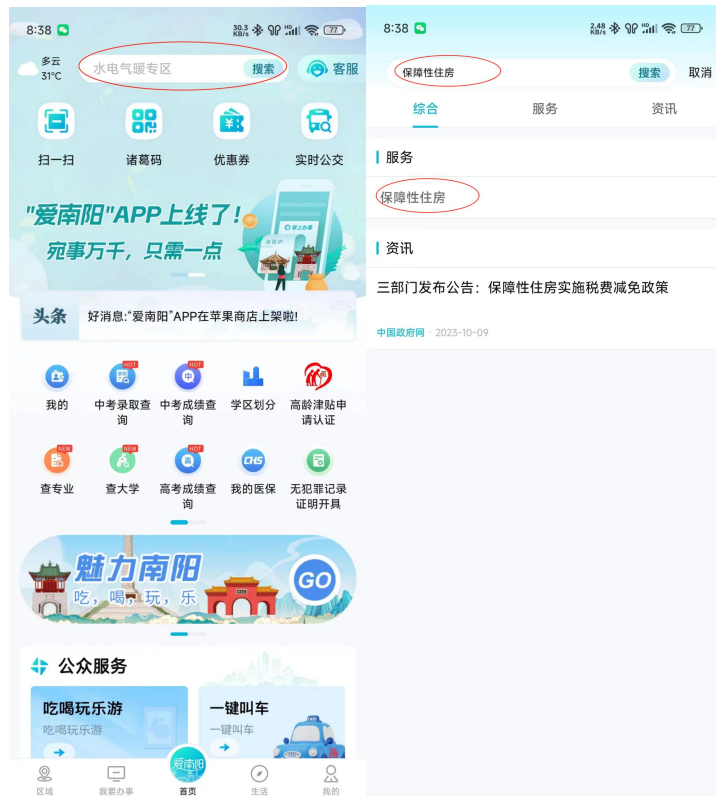 8:38
30.3 KB/s
HD
77
多云
31°C
水电气暖专区
搜索
客服
扫一扫
诸葛码
优惠券
实时公交
"爱南阳"APP上线了!
宛事万千，只需一点
掌上办事
头条
好消息:"爱南阳"APP在苹果商店上架啦!
HOT
HOT
我的
中考录取查询
中考成绩查询
学区划分
高龄津贴申请认证
NEW
NEW
HOT
CHS
查专业
查大学
高考成绩查询
我的医保
无犯罪记录证明开具
魅力南阳
吃，喝，玩，乐
GO
公众服务
吃喝玩乐游
吃喝玩乐游
一键叫车
一键叫车
爱南阳
区域
我要办事
首页
生活
我的
8:38
2.48 KB/s
HD
77
保障性住房
搜索
取消
综合
服务
资讯
服务
保障性住房
资讯
三部门发布公告：保障性住房实施税费减免政策
中国政府网 · 2023-10-09